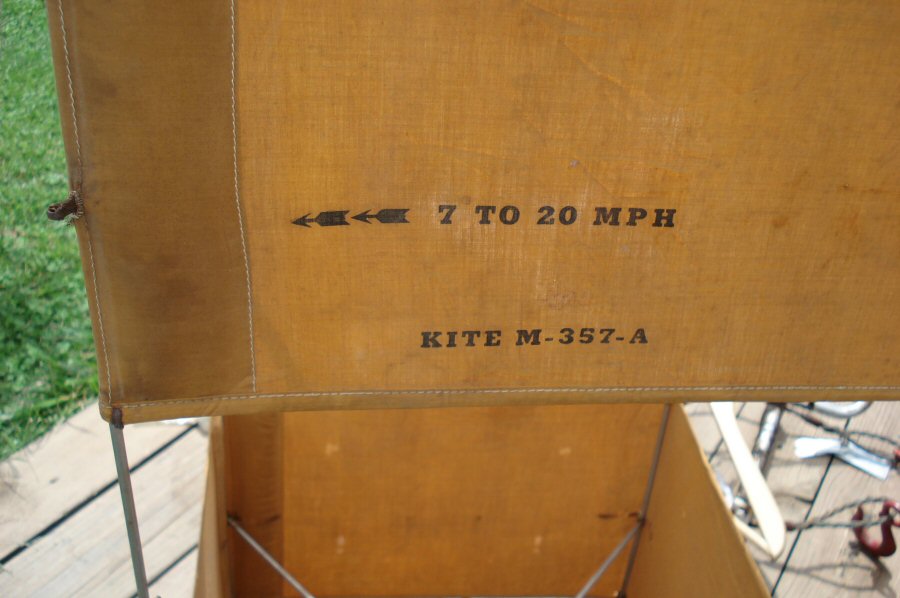 7 TO 20 MPH
KITE M-357-A